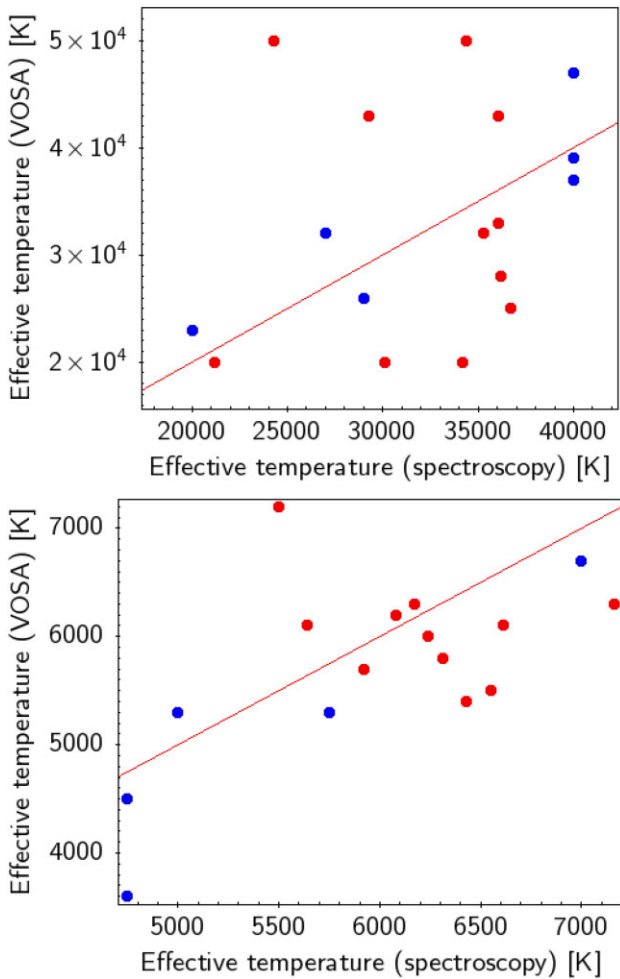 Effective temperature (VOSA) [K]
5 × 10⁴
4 × 10⁴
3 × 10⁴
2 × 10⁴
20000 25000 30000 35000 40000
Effective temperature (spectroscopy) [K]
Effective temperature (VOSA) [K]
7000
6000
5000
4000
5000 5500 6000 6500 7000
Effective temperature (spectroscopy) [K]